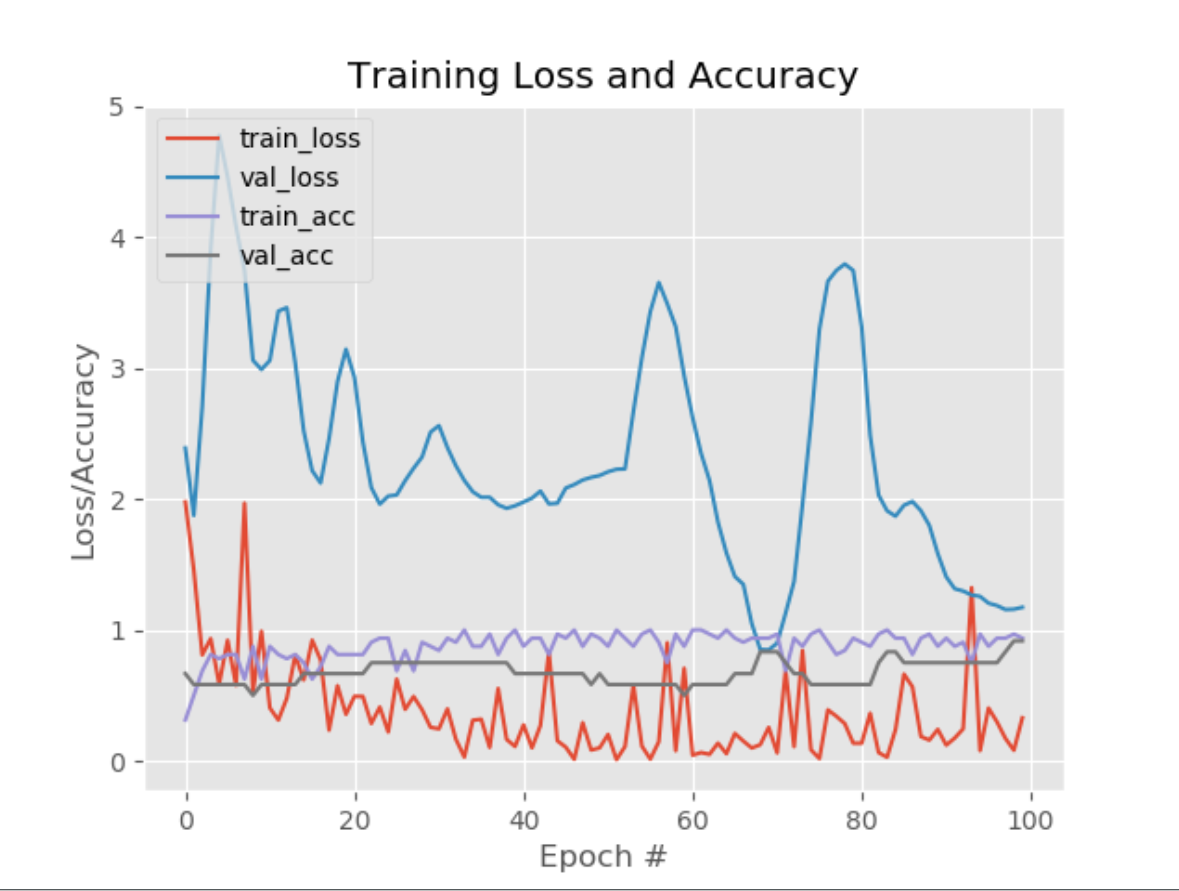 Training Loss and Accuracy
5
4
3
2
1
0
Loss/Accuracy
train_loss
val_loss
train_acc
val_acc
0 20 40 60 80 100
Epoch #